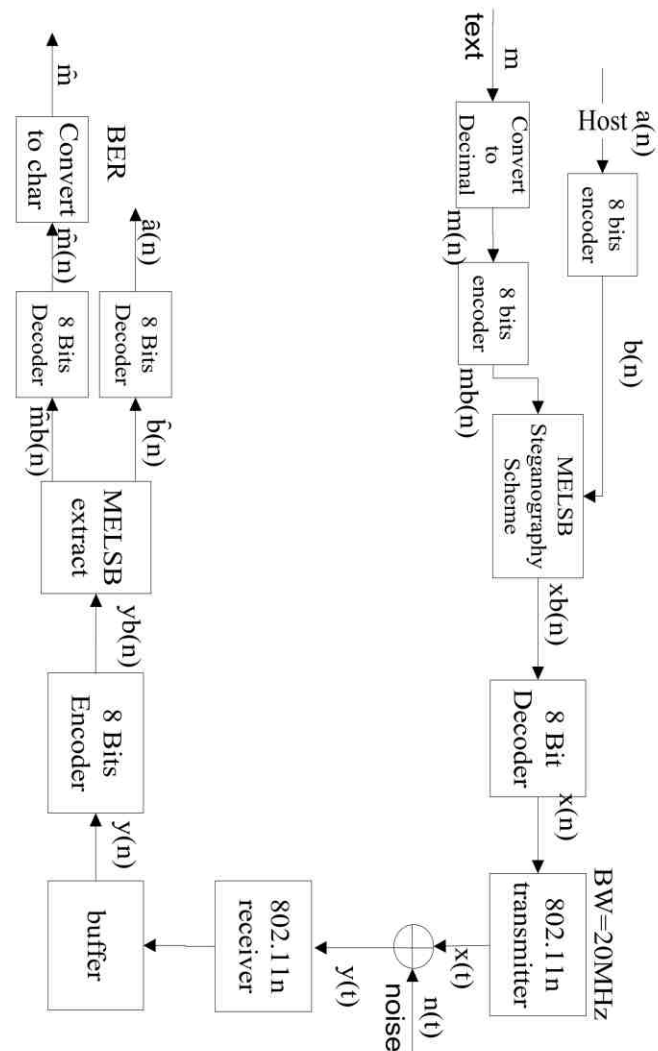 a(n)
Host
8 bits
encoder
b(n)
m
text
Convert
to
Decimal
m(n)
8 bits
encoder
mb(n)
MELSB
Steganography
Scheme
xb(n)
8 Bit
Decoder
x(n)
BW=20MHz
802.11n
transmitter
x(t)
n(t)
noise
y(t)
802.11n
receiver
buffer
y(n)
8 Bits
Encoder
yb(n)
MELSB
extract
b̂(n)
8 Bits
Decoder
â(n)
m̂b(n)
8 Bits
Decoder
m̂(n)
BER
Convert
to char
m̂